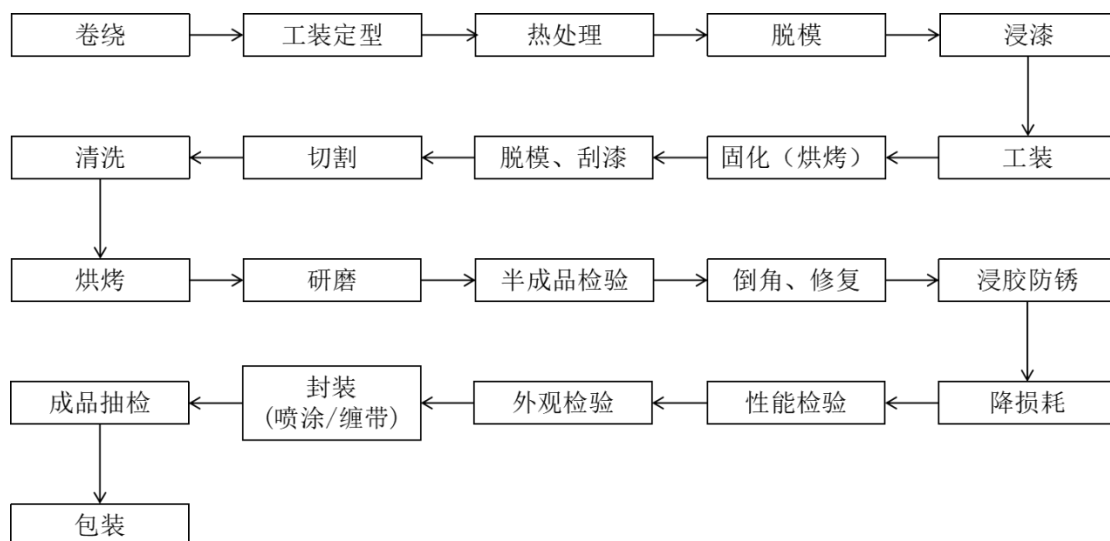 卷绕
工装定型
热处理
脱模
浸漆
清洗
切割
脱模、刮漆
固化（烘烤）
工装
烘烤
研磨
半成品检验
倒角、修复
浸胶防锈
成品抽检
封装
(喷涂/缠带)
外观检验
性能检验
降损耗
包装